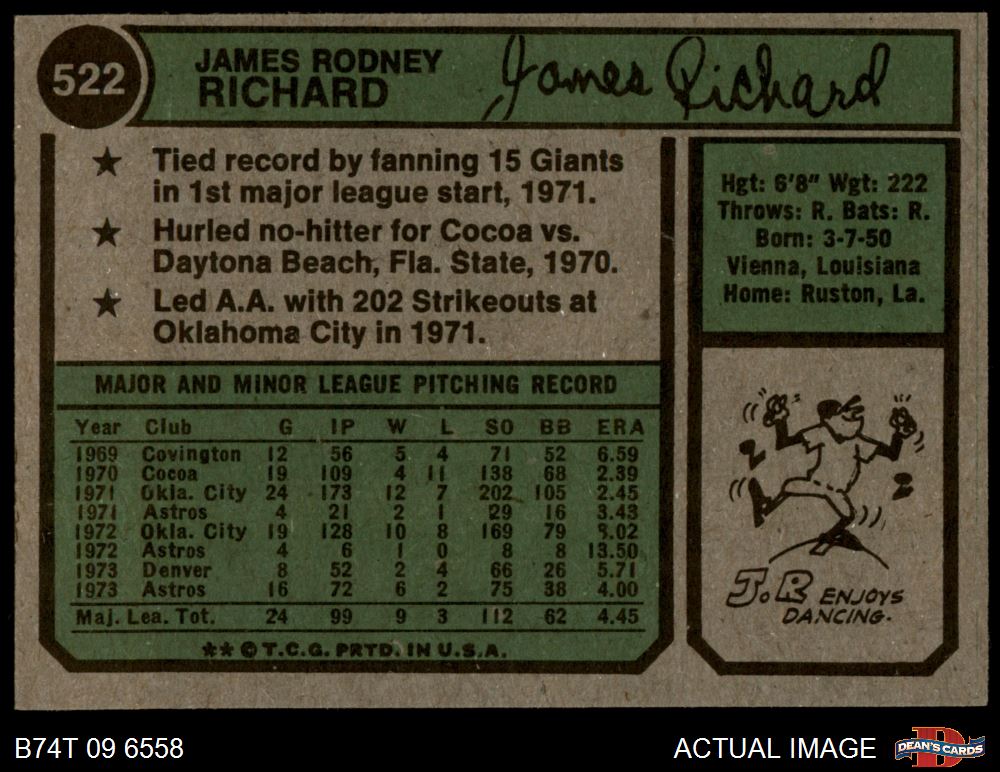 522
JAMES RODNEY
RICHARD
James Richard
★ Tied record by fanning 15 Giants
in 1st major league start, 1971.
★ Hurled no-hitter for Cocoa vs.
Daytona Beach, Fla. State, 1970.
★ Led A.A. with 202 Strikeouts at
Oklahoma City in 1971.
Hgt: 6'8" Wgt: 222
Throws: R. Bats: R.
Born: 3-7-50
Vienna, Louisiana
Home: Ruston, La.
MAJOR AND MINOR LEAGUE PITCHING RECORD
Year Club G IP W L SO BB ERA
1969 Covington 12 56 5 4 71 52 6.59
1970 Cocoa 19 109 4 11 138 68 2.39
1971 Okla. City 24 173 12 7 202 105 2.45
1971 Astros 4 21 2 1 29 16 3.43
1972 Okla. City 19 128 10 8 169 79 3.02
1972 Astros 4 6 1 0 8 8 13.50
1973 Denver 8 52 2 4 66 26 5.71
1973 Astros 16 72 6 2 75 38 4.00
Maj. Lea. Tot. 24 99 9 3 112 62 4.45
★★ © T.C.G. PRTD. IN U.S.A.
J.R ENJOYS
DANCING.
B74T 09 6558
ACTUAL IMAGE
DEAN'S CARDS